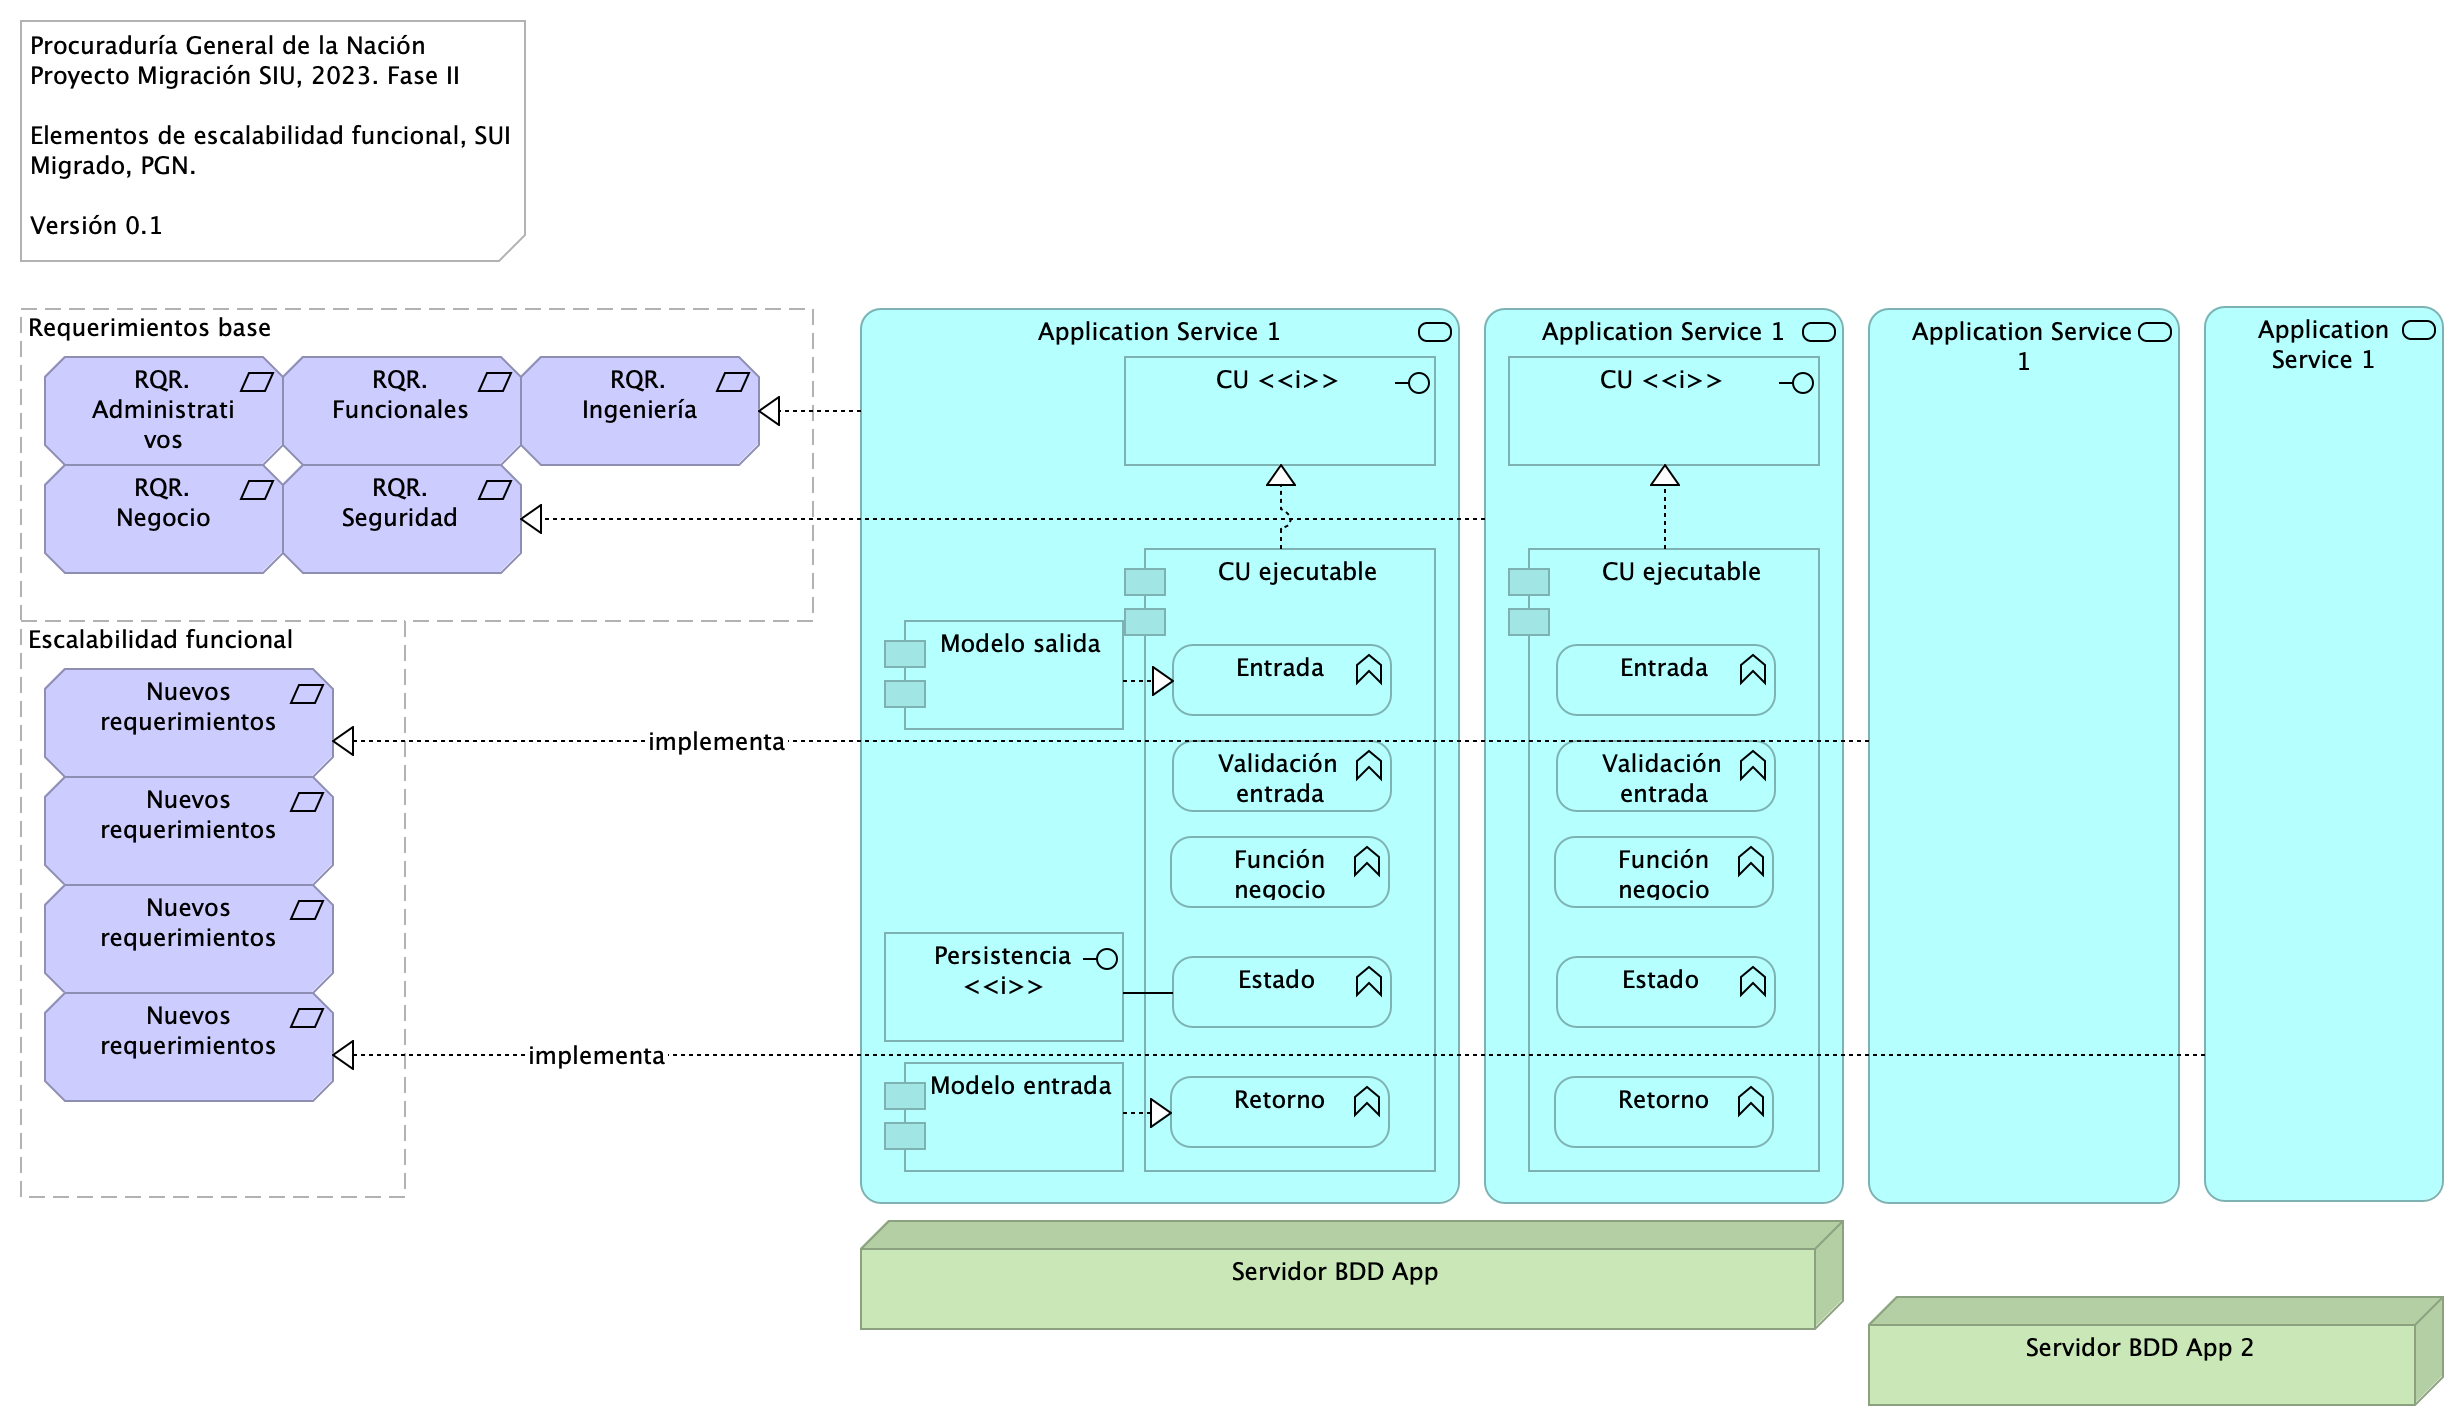 Procuraduría General de la Nación
Proyecto Migración SIU, 2023. Fase II
Elementos de escalabilidad funcional, SUI
Migrado, PGN.
Versión 0.1
Requerimientos base
RQR.
Administrati
vos
RQR.
Funcionales
RQR.
Ingeniería
RQR.
Negocio
RQR.
Seguridad
Escalabilidad funcional
Nuevos
requerimientos
Nuevos
requerimientos
Nuevos
requerimientos
Nuevos
requerimientos
implementa
implementa
Application Service 1
CU <<i>>
CU ejecutable
Modelo salida
Entrada
Validación
entrada
Función
negocio
Persistencia
<<i>>
Estado
Modelo entrada
Retorno
Application Service 1
CU <<i>>
CU ejecutable
Entrada
Validación
entrada
Función
negocio
Estado
Retorno
Application Service
1
Application
Service 1
Servidor BDD App
Servidor BDD App 2